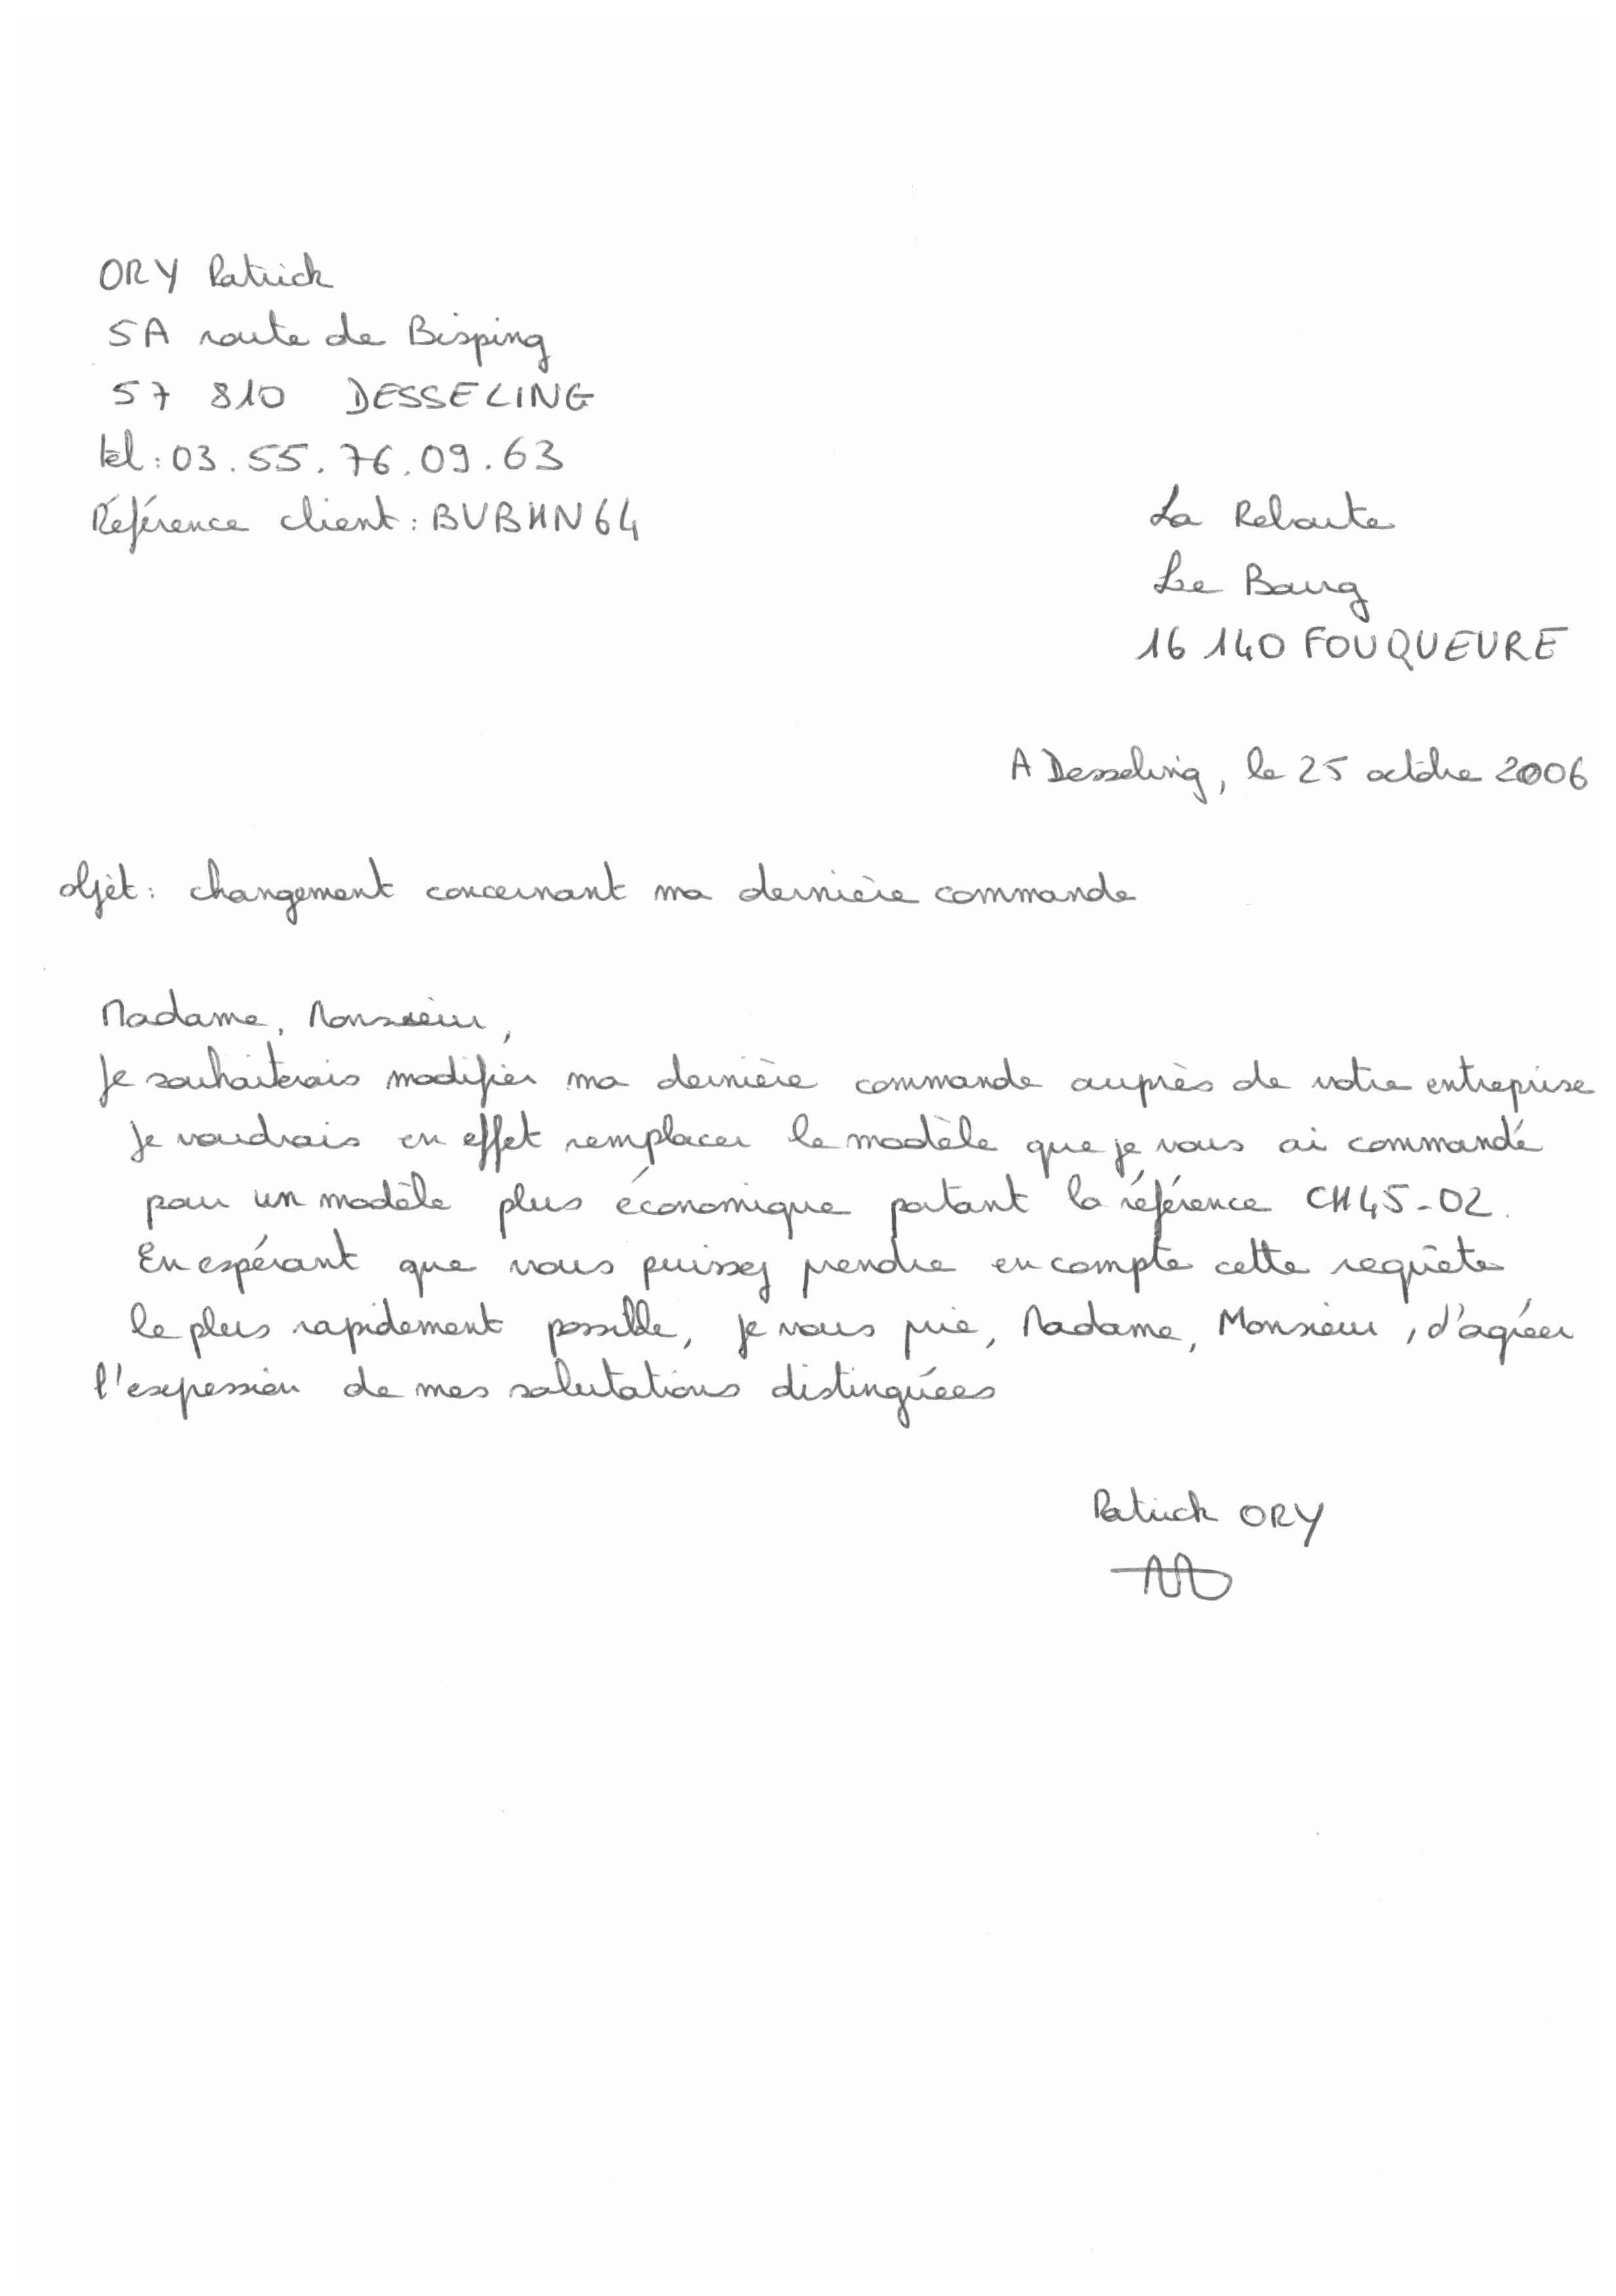 ORY Patrick
5A route de Bisping
57 810 DESSELING
tel : 03.55.76.09.63
Référence client : BVBHN64
La Reboute
Le Bourg
16 140 FOUQUEURE
A Desseling, le 25 octobre 2006
objèt : changement concernant ma dernière commande
Madame, Monsieur,
Je souhaiterais modifier ma dernière commande auprès de votre entreprise
Je voudrais en effet remplacer le modèle que je vous ai commandé
pour un modèle plus économique portant la référence CH45-02.
En espérant que vous puissez prendre en compte cette requête
le plus rapidement possible, je vous prie, Madame, Monsieur, d'agréer
l'expession de mes salutations distinguées
Patrick ORY